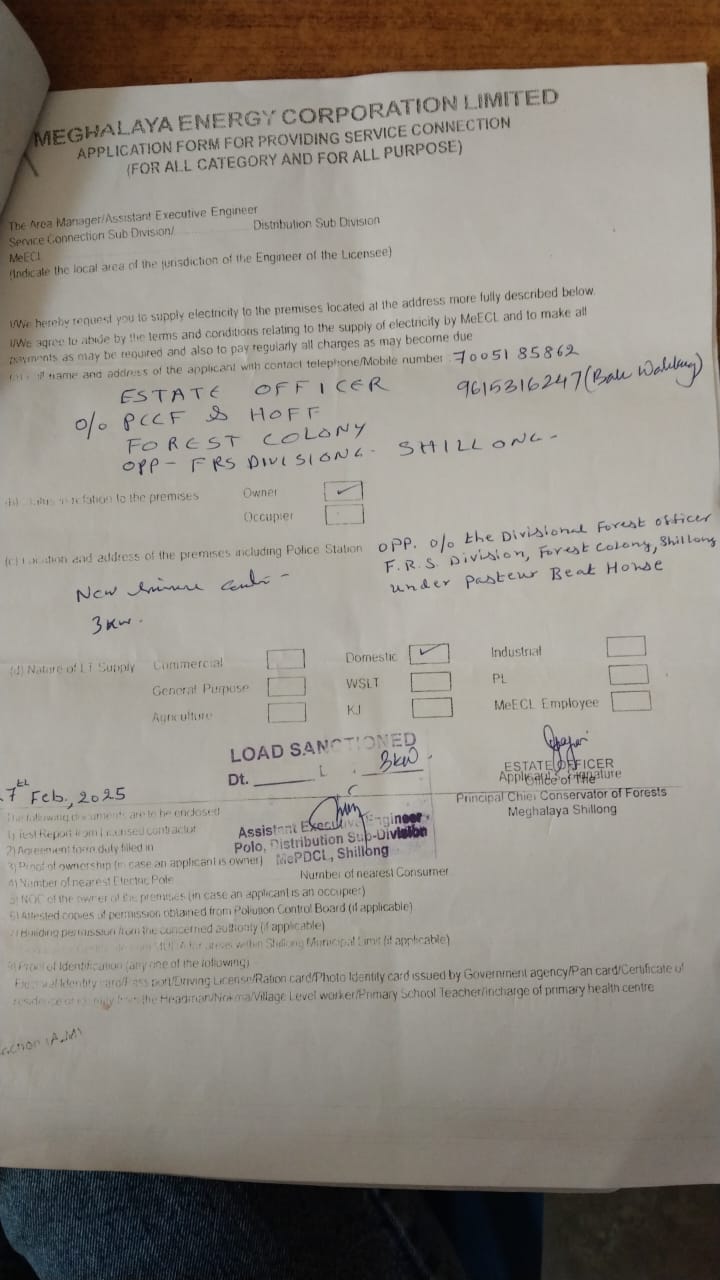 MEGHALAYA ENERGY CORPORATION LIMITED
APPLICATION FORM FOR PROVIDING SERVICE CONNECTION
(FOR ALL CATEGORY AND FOR ALL PURPOSE)
The Area Manager/Assistant Executive Engineer
Service Connection Sub Division/ Distribution Sub Division
MeECL
(Indicate the local area of the jurisdiction of the Engineer of the Licensee)
I/We hereby request you to supply electricity to the premises located at the address more fully described below.
I/We agree to abide by the terms and conditions relating to the supply of electricity by MeECL and to make all
payments as may be required and also to pay regularly all charges as may become due
name and address of the applicant with contact telephone/Mobile number 7005185862
ESTATE OFFICER 9615316247 (Bah
O/o PCCF & HOFF
FOREST COLONY
OPP - FRS DIVISIONG. SHILLONG-
(b) Status in relation to the premises Owner ✓
Occupier
(c) Location and address of the premises including Police Station OPP. O/o the Divisional Forest officer
F.R.S. Division, Forest Colony, Shillong
under Pasteur Beat House
New
3 kw.
(d) Nature of LT Supply Commercial Domestic ✓ Industrial
General Purpose WSLT PL
Agriculture KJ MeECL Employee
LOAD SANCTIONED
Dt. 3kw
7th Feb., 2025
ESTATE OFFICER
Applicant's Signature
Office of The
Principal Chief Conservator of Forests
Meghalaya Shillong
The following documents are to be enclosed
1) Test Report from Licensed contractor
2) Agreement form duly filled in
Assistant Executive Engineer
Polo, Distribution Sub-Division
MePDCL, Shillong
3) Proof of ownership (in case an applicant is owner)
4) Number of nearest Electric Pole Number of nearest Consumer
5) NOC of the owner of the premises (in case an applicant is occupier)
6) Attested copies of permission obtained from Pollution Control Board (if applicable)
7) Building permission from the concerned authority (if applicable)
MUDA for areas within Shillong Municipal Limit (if applicable)
9) Proof of Identification (any one of the following)
Electoral Identity card/Pass port/Driving License/Ration card/Photo Identity card issued by Government agency/Pan card/Certificate of
residence or identity from the Headman/Nokma/Village Level worker/Primary School Teacher/incharge of primary health centre